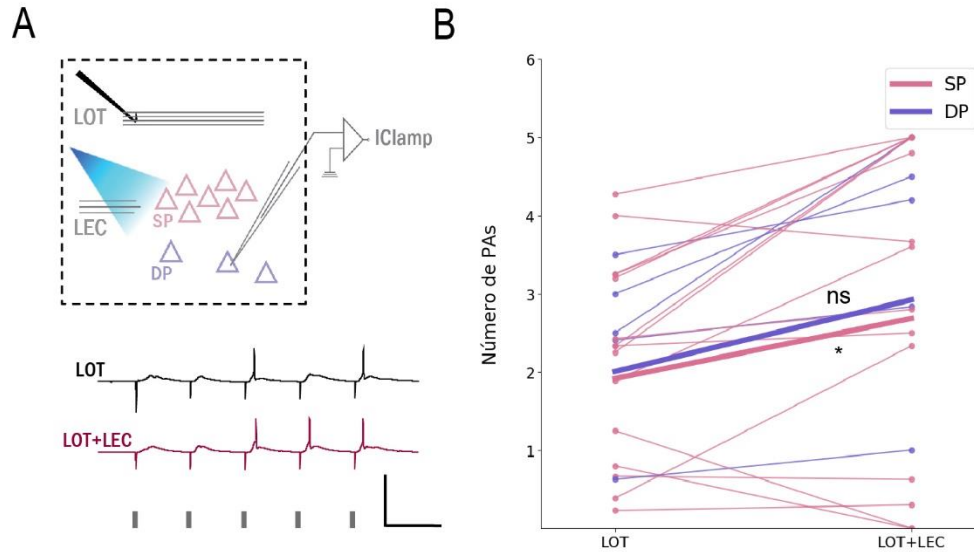 A
LOT
IClamp
SP
LEC
DP
LOT
LOT+LEC
B
6
SP
DP
5
4
ns
3
*
2
1
Número de PAs
LOT
LOT+LEC